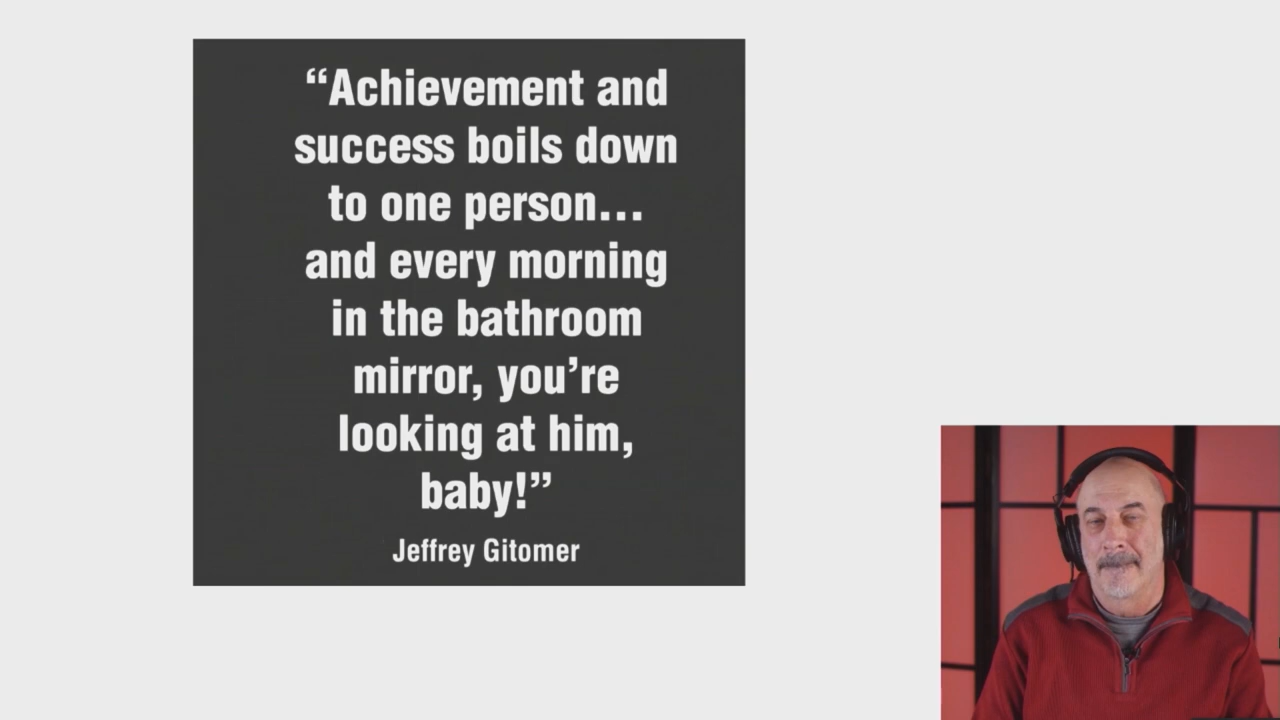 “Achievement and
success boils down
to one person...
and every morning
in the bathroom
mirror, you’re
looking at him,
baby!”
Jeffrey Gitomer